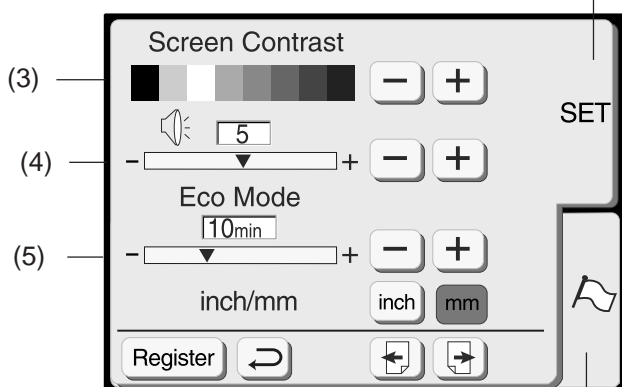 Screen Contrast
(3)
- +
SET
5
(4)
- + - +
Eco Mode
10min
(5)
- + - +
inch/mm inch mm
Register